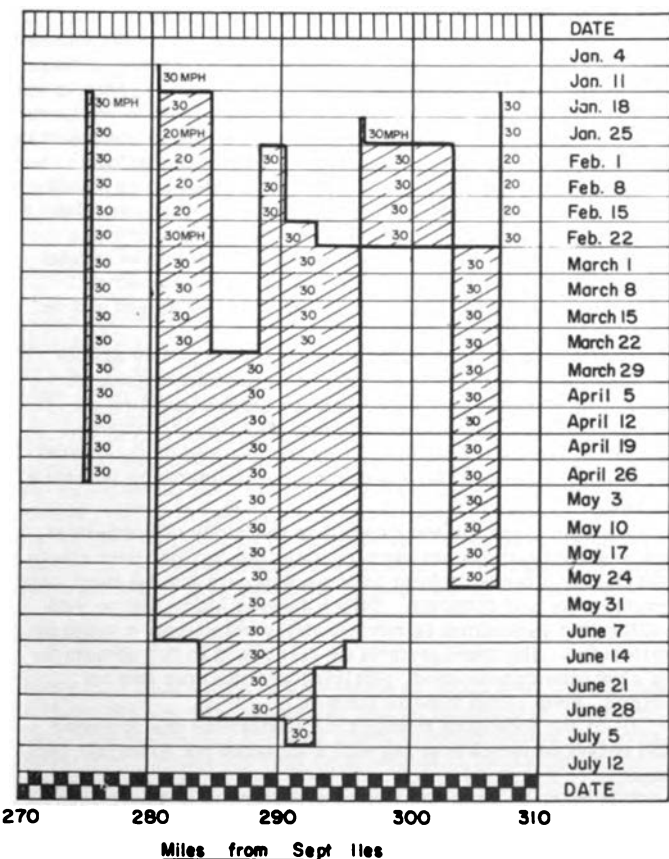 DATE
Jan. 4
30 MPH Jan. 11
30 MPH 30 30 Jan. 18
30 20 MPH 30 MPH 30 Jan. 25
30 20 30 30 20 Feb. 1
30 20 30 30 20 Feb. 8
30 20 30 30 20 Feb. 15
30 30 MPH 30 30 30 Feb. 22
30 30 30 30 March 1
30 30 30 30 March 8
30 30 30 30 March 15
30 30 30 30 March 22
30 30 30 March 29
30 30 30 April 5
30 30 30 April 12
30 30 30 April 19
30 30 30 April 26
30 30 May 3
30 30 May 10
30 30 May 17
30 30 May 24
30 May 31
30 June 7
30 June 14
30 June 21
30 June 28
30 July 5
July 12
DATE
270 280 290 300 310
Miles from Sept Iles